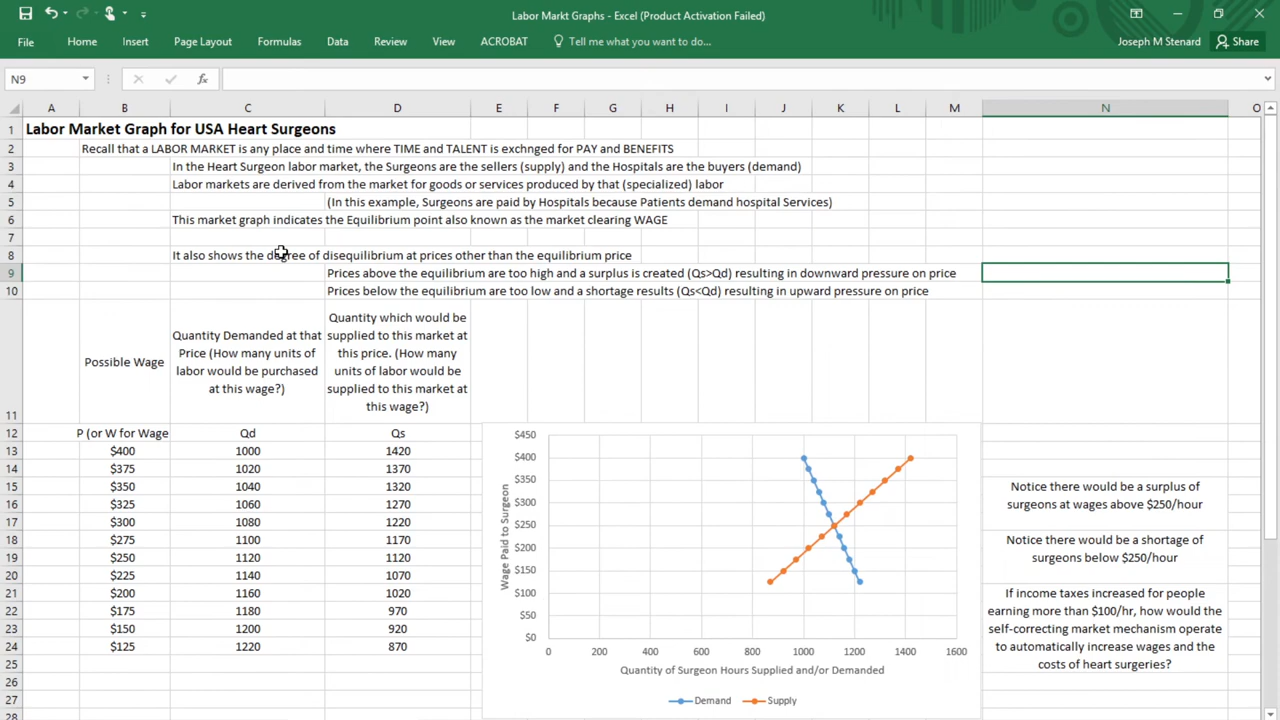 Labor Markt Graphs - Excel (Product Activation Failed)
File Home Insert Page Layout Formulas Data Review View ACROBAT Tell me what you want to do... Joseph M Stenard Share
N9 fx
A B C D E F G H I J K L M N O
1 Labor Market Graph for USA Heart Surgeons
2 Recall that a LABOR MARKET is any place and time where TIME and TALENT is exchnged for PAY and BENEFITS
3 In the Heart Surgeon labor market, the Surgeons are the sellers (supply) and the Hospitals are the buyers (demand)
4 Labor markets are derived from the market for goods or services produced by that (specialized) labor
5 (In this example, Surgeons are paid by Hospitals because Patients demand hospital Services)
6 This market graph indicates the Equilibrium point also known as the market clearing WAGE
7
8 It also shows the degree of disequilibrium at prices other than the equilibrium price
9 Prices above the equilibrium are too high and a surplus is created (Qs>Qd) resulting in downward pressure on price
10 Prices below the equilibrium are too low and a shortage results (Qs<Qd) resulting in upward pressure on price
11
Possible Wage
Quantity Demanded at that
Price (How many units of
labor would be purchased
at this wage?)
Quantity which would be
supplied to this market at
this price. (How many
units of labor would be
supplied to this market at
this wage?)
12 P (or W for Wage Qd Qs
13 $400 1000 1420
14 $375 1020 1370
15 $350 1040 1320
16 $325 1060 1270
17 $300 1080 1220
18 $275 1100 1170
19 $250 1120 1120
20 $225 1140 1070
21 $200 1160 1020
22 $175 1180 970
23 $150 1200 920
24 $125 1220 870
25
26
27
28
$450
$400
$350
$300
$250
$200
$150
$100
$50
$0
Wage Paid to Surgeon
0 200 400 600 800 1000 1200 1400 1600
Quantity of Surgeon Hours Supplied and/or Demanded
Demand Supply
Notice there would be a surplus of
surgeons at wages above $250/hour
Notice there would be a shortage of
surgeons below $250/hour
If income taxes increased for people
earning more than $100/hr, how would the
self-correcting market mechanism operate
to automatically increase wages and the
costs of heart surgeries?